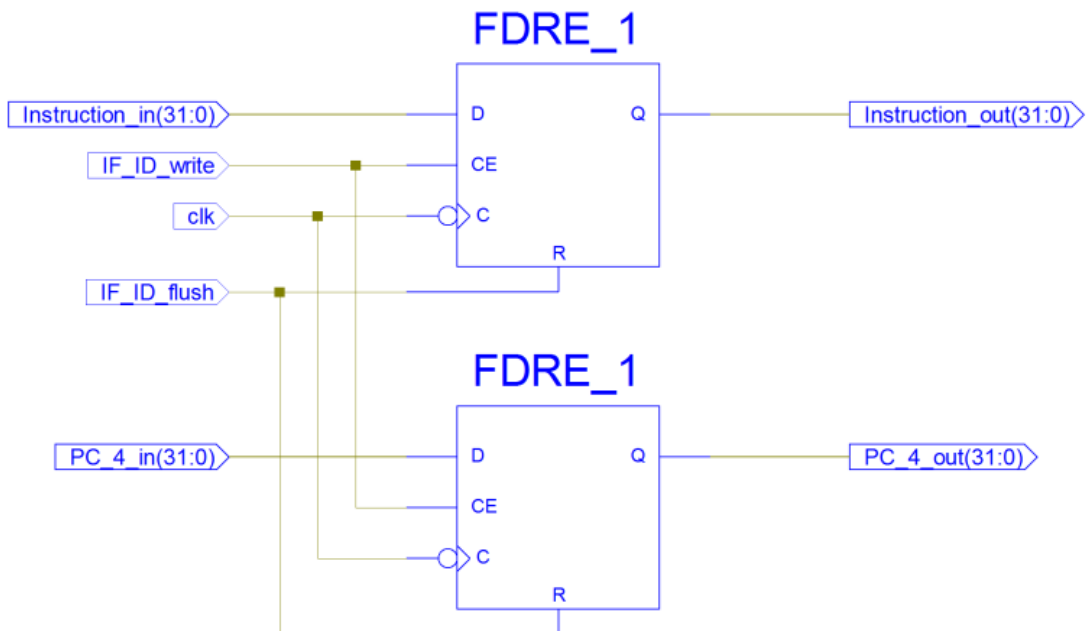 FDRE_1
Instruction_in(31:0)
D
Q
Instruction_out(31:0)
IF_ID_write
CE
clk
C
R
IF_ID_flush
FDRE_1
PC_4_in(31:0)
D
Q
PC_4_out(31:0)
CE
C
R